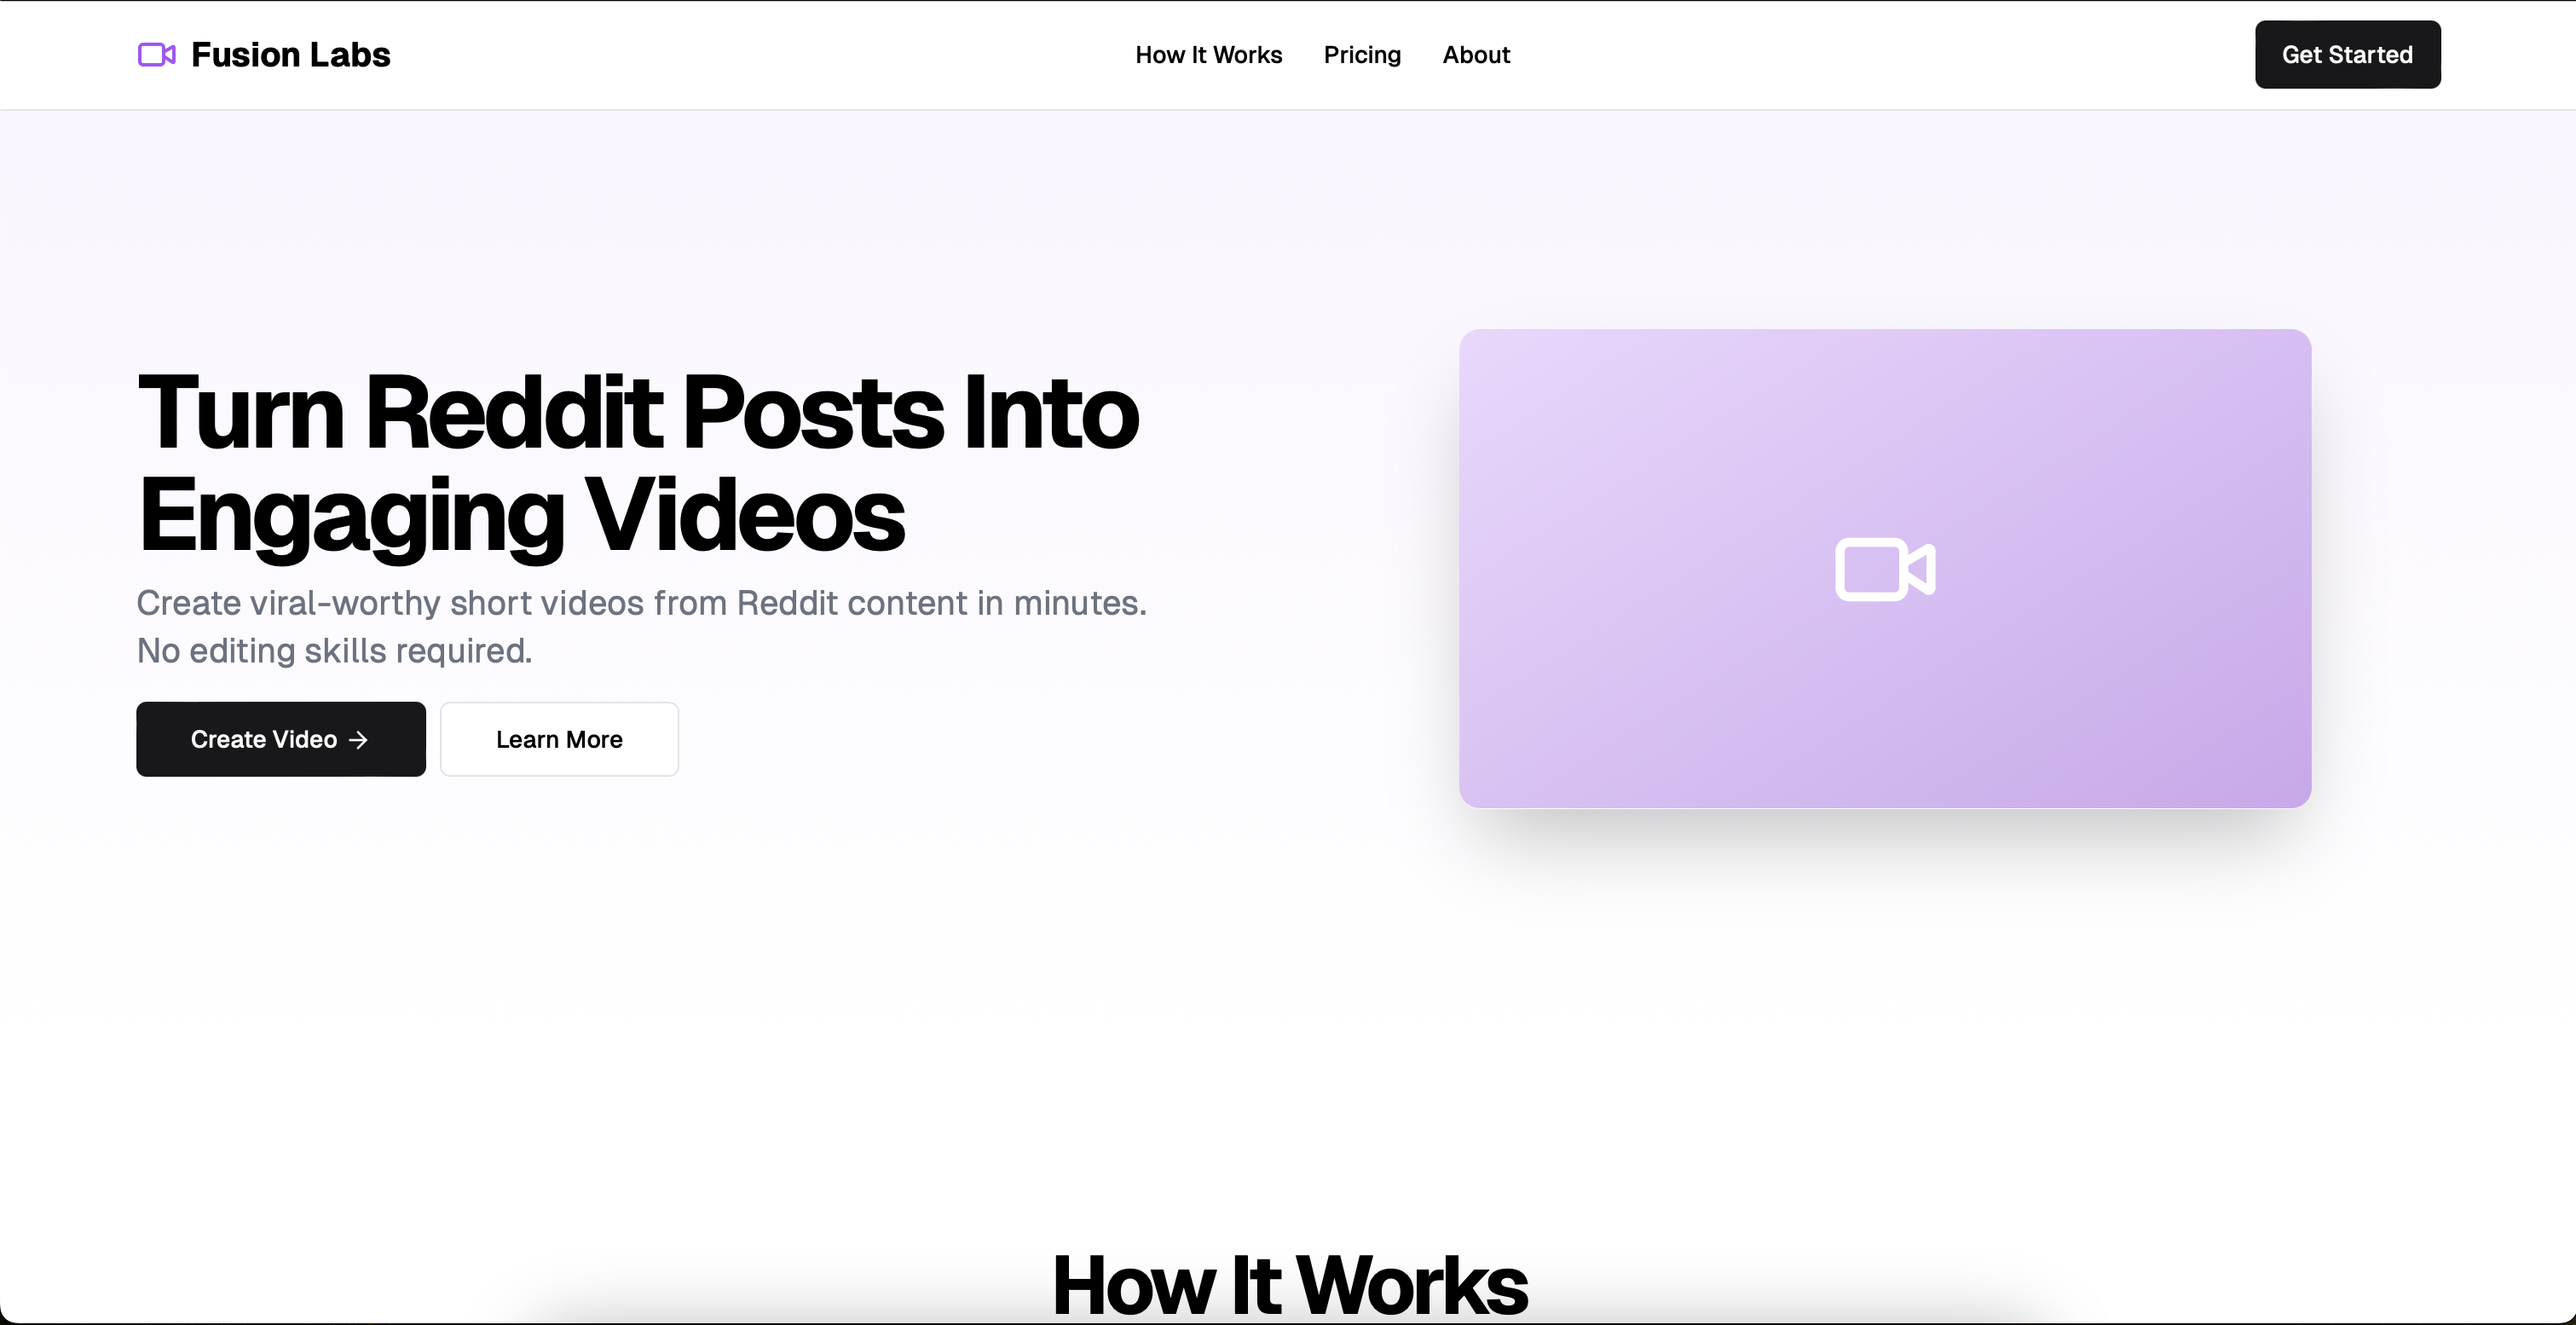 Fusion Labs
How It Works
Pricing
About
Get Started
Turn Reddit Posts Into
Engaging Videos
Create viral-worthy short videos from Reddit content in minutes.
No editing skills required.
Create Video →
Learn More
How It Works